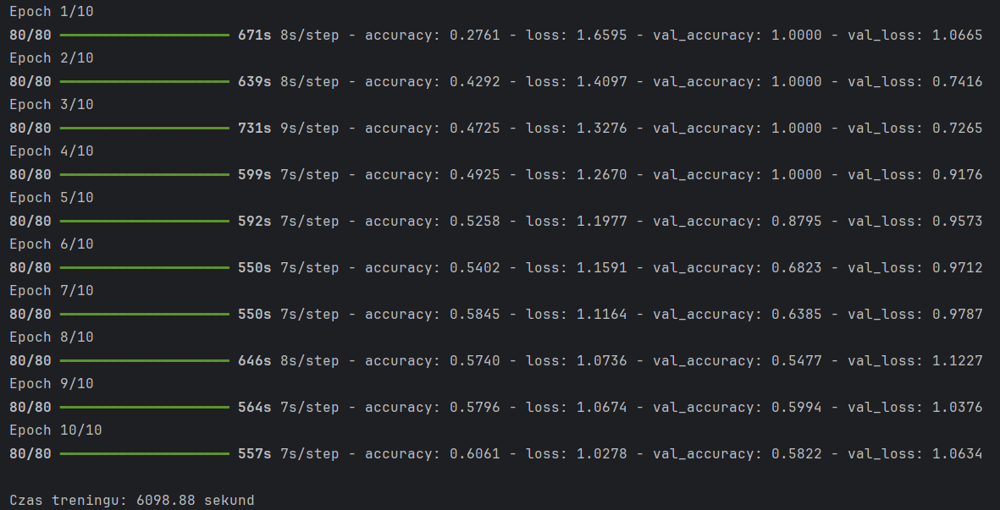 Epoch 1/10
80/80 ━━━━━━━━━━━━━━━━━━━━ 671s 8s/step - accuracy: 0.2761 - loss: 1.6595 - val_accuracy: 1.0000 - val_loss: 1.0665
Epoch 2/10
80/80 ━━━━━━━━━━━━━━━━━━━━ 639s 8s/step - accuracy: 0.4292 - loss: 1.4097 - val_accuracy: 1.0000 - val_loss: 0.7416
Epoch 3/10
80/80 ━━━━━━━━━━━━━━━━━━━━ 731s 9s/step - accuracy: 0.4725 - loss: 1.3276 - val_accuracy: 1.0000 - val_loss: 0.7265
Epoch 4/10
80/80 ━━━━━━━━━━━━━━━━━━━━ 599s 7s/step - accuracy: 0.4925 - loss: 1.2670 - val_accuracy: 1.0000 - val_loss: 0.9176
Epoch 5/10
80/80 ━━━━━━━━━━━━━━━━━━━━ 592s 7s/step - accuracy: 0.5258 - loss: 1.1977 - val_accuracy: 0.8795 - val_loss: 0.9573
Epoch 6/10
80/80 ━━━━━━━━━━━━━━━━━━━━ 550s 7s/step - accuracy: 0.5402 - loss: 1.1591 - val_accuracy: 0.6823 - val_loss: 0.9712
Epoch 7/10
80/80 ━━━━━━━━━━━━━━━━━━━━ 550s 7s/step - accuracy: 0.5845 - loss: 1.1164 - val_accuracy: 0.6385 - val_loss: 0.9787
Epoch 8/10
80/80 ━━━━━━━━━━━━━━━━━━━━ 646s 8s/step - accuracy: 0.5740 - loss: 1.0736 - val_accuracy: 0.5477 - val_loss: 1.1227
Epoch 9/10
80/80 ━━━━━━━━━━━━━━━━━━━━ 564s 7s/step - accuracy: 0.5796 - loss: 1.0674 - val_accuracy: 0.5994 - val_loss: 1.0376
Epoch 10/10
80/80 ━━━━━━━━━━━━━━━━━━━━ 557s 7s/step - accuracy: 0.6061 - loss: 1.0278 - val_accuracy: 0.5822 - val_loss: 1.0634
Czas treningu: 6098.88 sekund